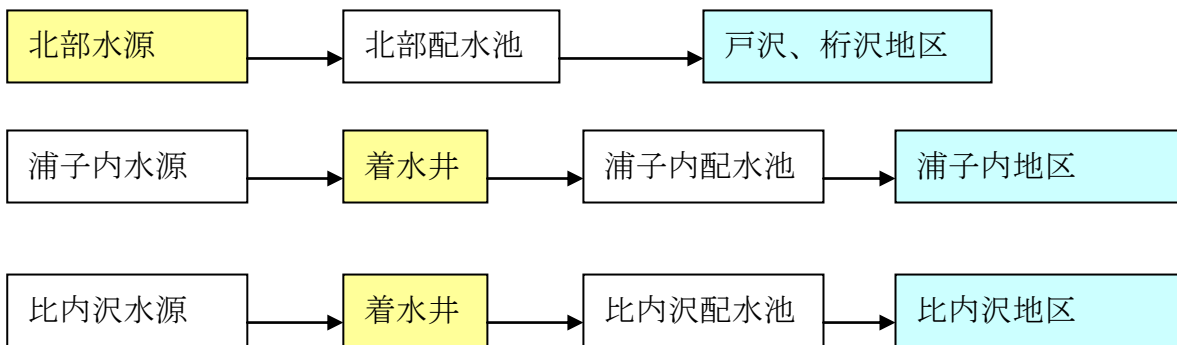 北部水源
北部配水池
戸沢、桁沢地区
浦子内水源
着水井
浦子内配水池
浦子内地区
比内沢水源
着水井
比内沢配水池
比内沢地区